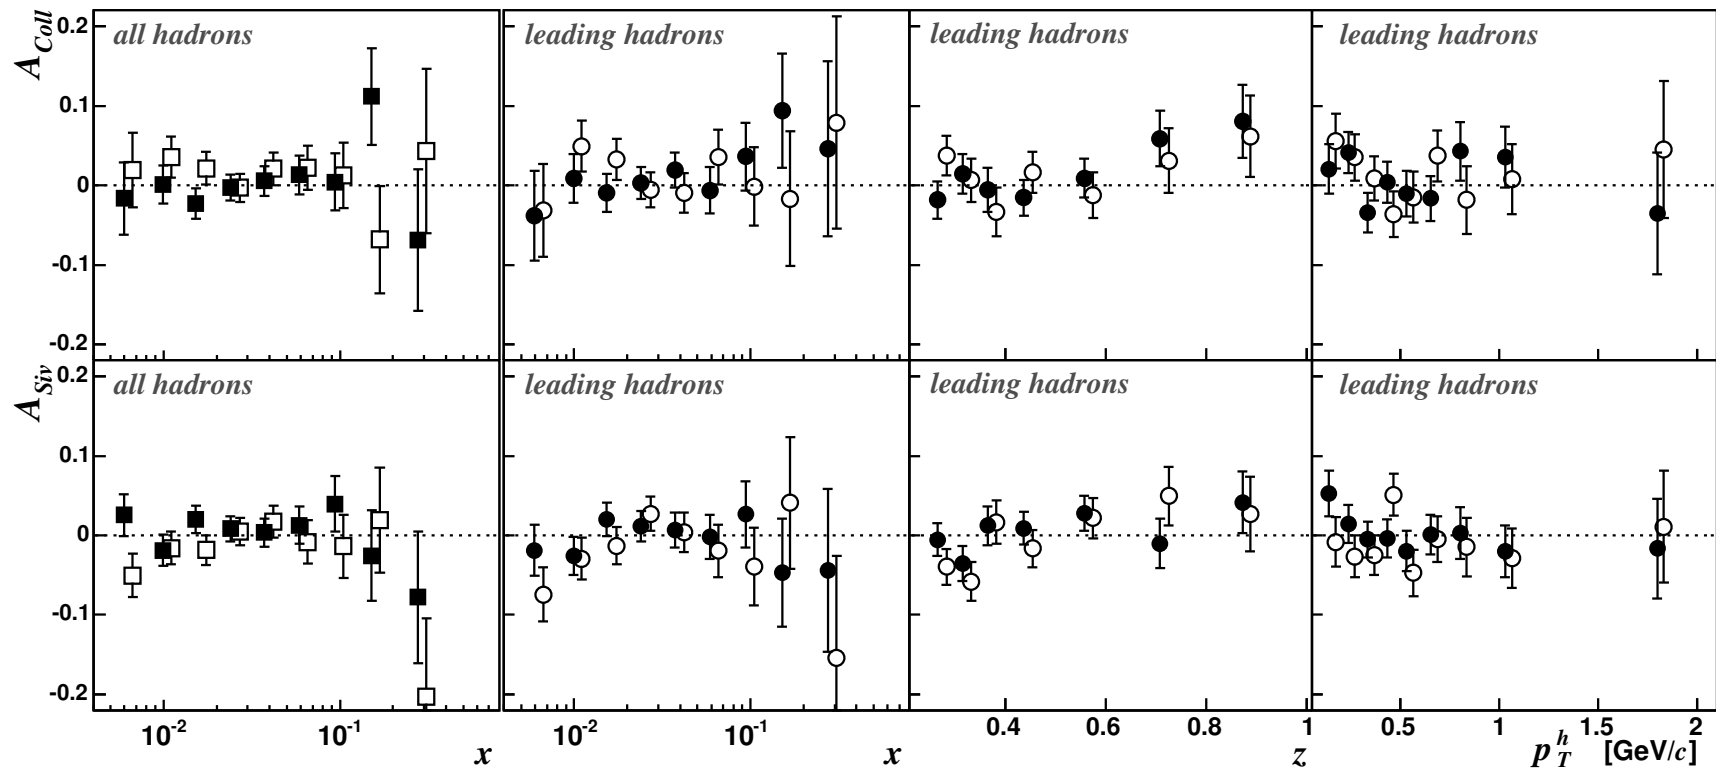 A_Coll
0.2
0.1
0
-0.1
-0.2
all hadrons
leading hadrons
leading hadrons
leading hadrons
A_Siv
0.2
0.1
0
-0.1
-0.2
all hadrons
leading hadrons
leading hadrons
leading hadrons
10^-2 10^-1
x
10^-2 10^-1
x
0.4 0.6 0.8 1
z
0.5 1 1.5 2
p_T^h [GeV/c]